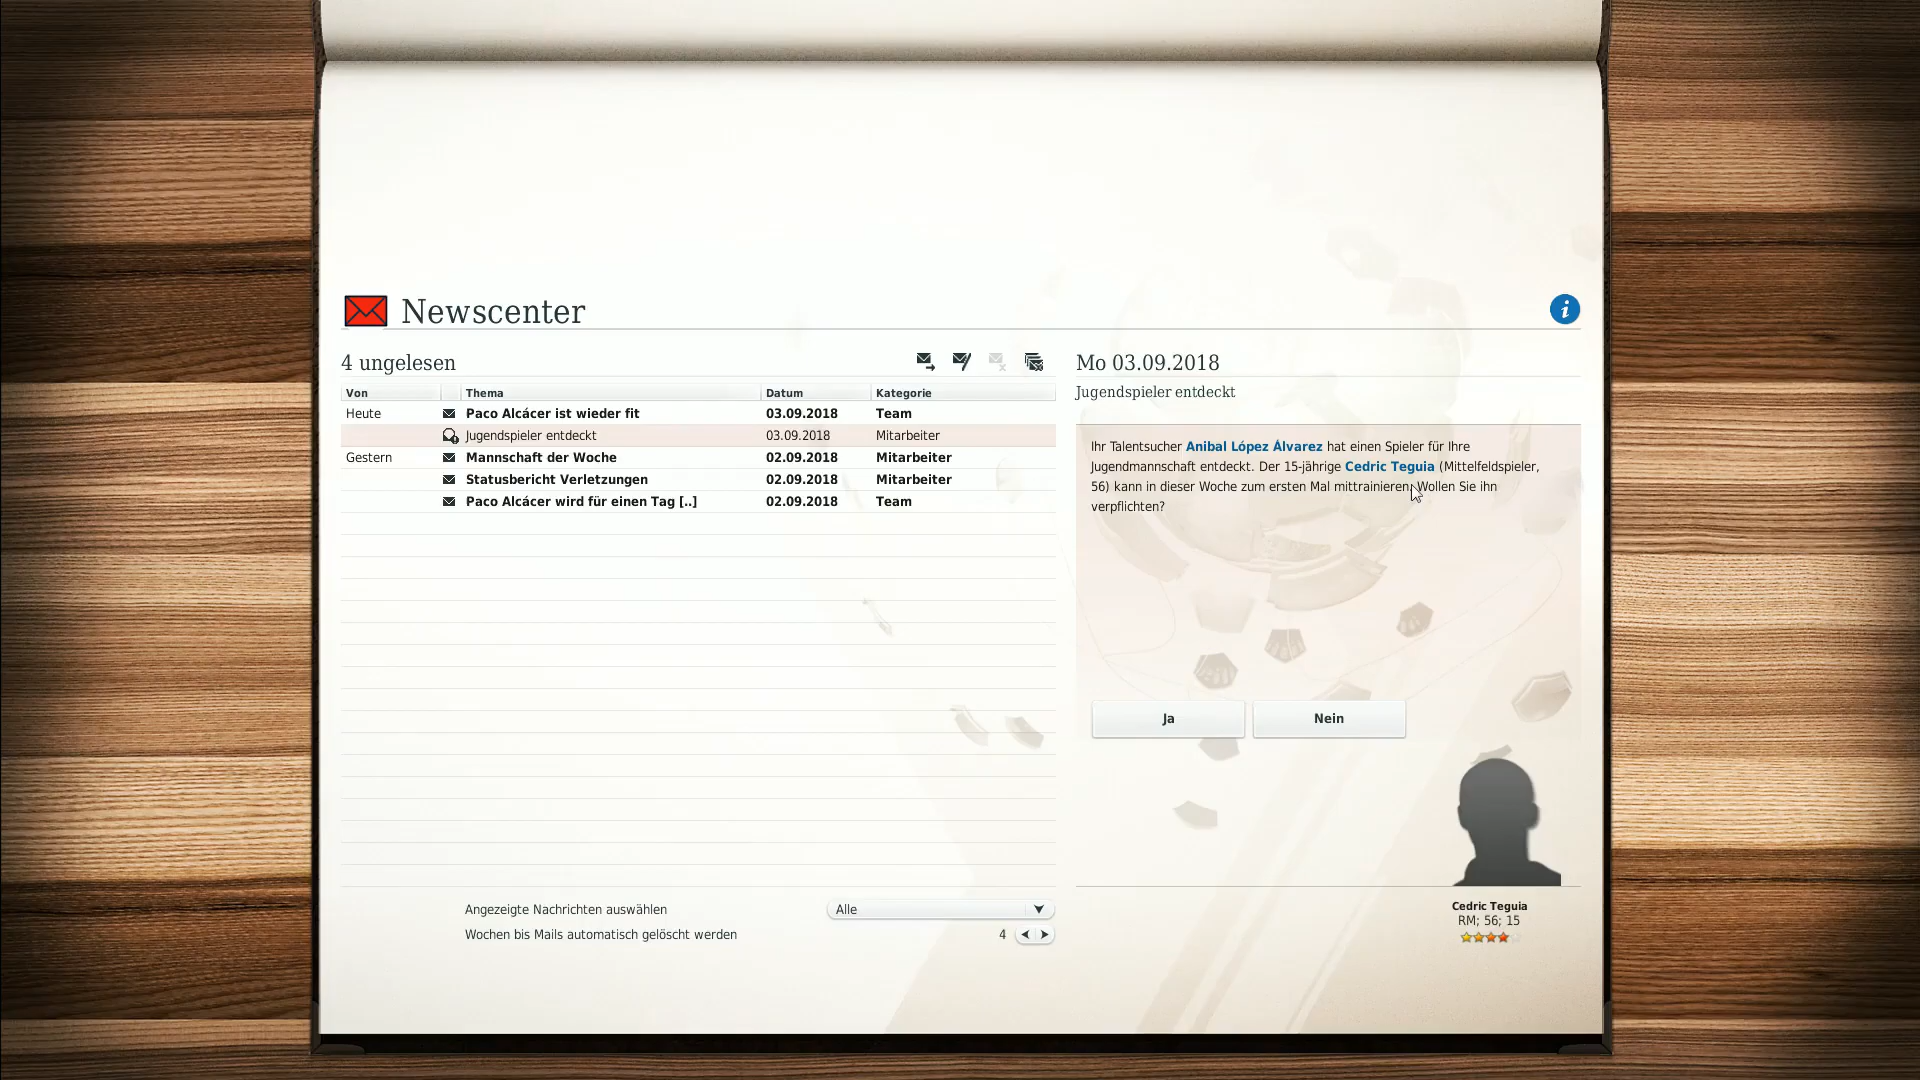 Newscenter
4 ungelesen
Von Thema Datum Kategorie
Heute Paco Alcácer ist wieder fit 03.09.2018 Team
Jugendspieler entdeckt 03.09.2018 Mitarbeiter
Gestern Mannschaft der Woche 02.09.2018 Mitarbeiter
Statusbericht Verletzungen 02.09.2018 Mitarbeiter
Paco Alcácer wird für einen Tag [..] 02.09.2018 Team
Angezeigte Nachrichten auswählen Alle
Wochen bis Mails automatisch gelöscht werden 4
Mo 03.09.2018
Jugendspieler entdeckt
Ihr Talentsucher Anibal López Álvarez hat einen Spieler für Ihre
Jugendmannschaft entdeckt. Der 15-jährige Cedric Teguia (Mittelfeldspieler,
56) kann in dieser Woche zum ersten Mal mittrainieren. Wollen Sie ihn
verpflichten?
Ja Nein
Cedric Teguia
RM; 56; 15